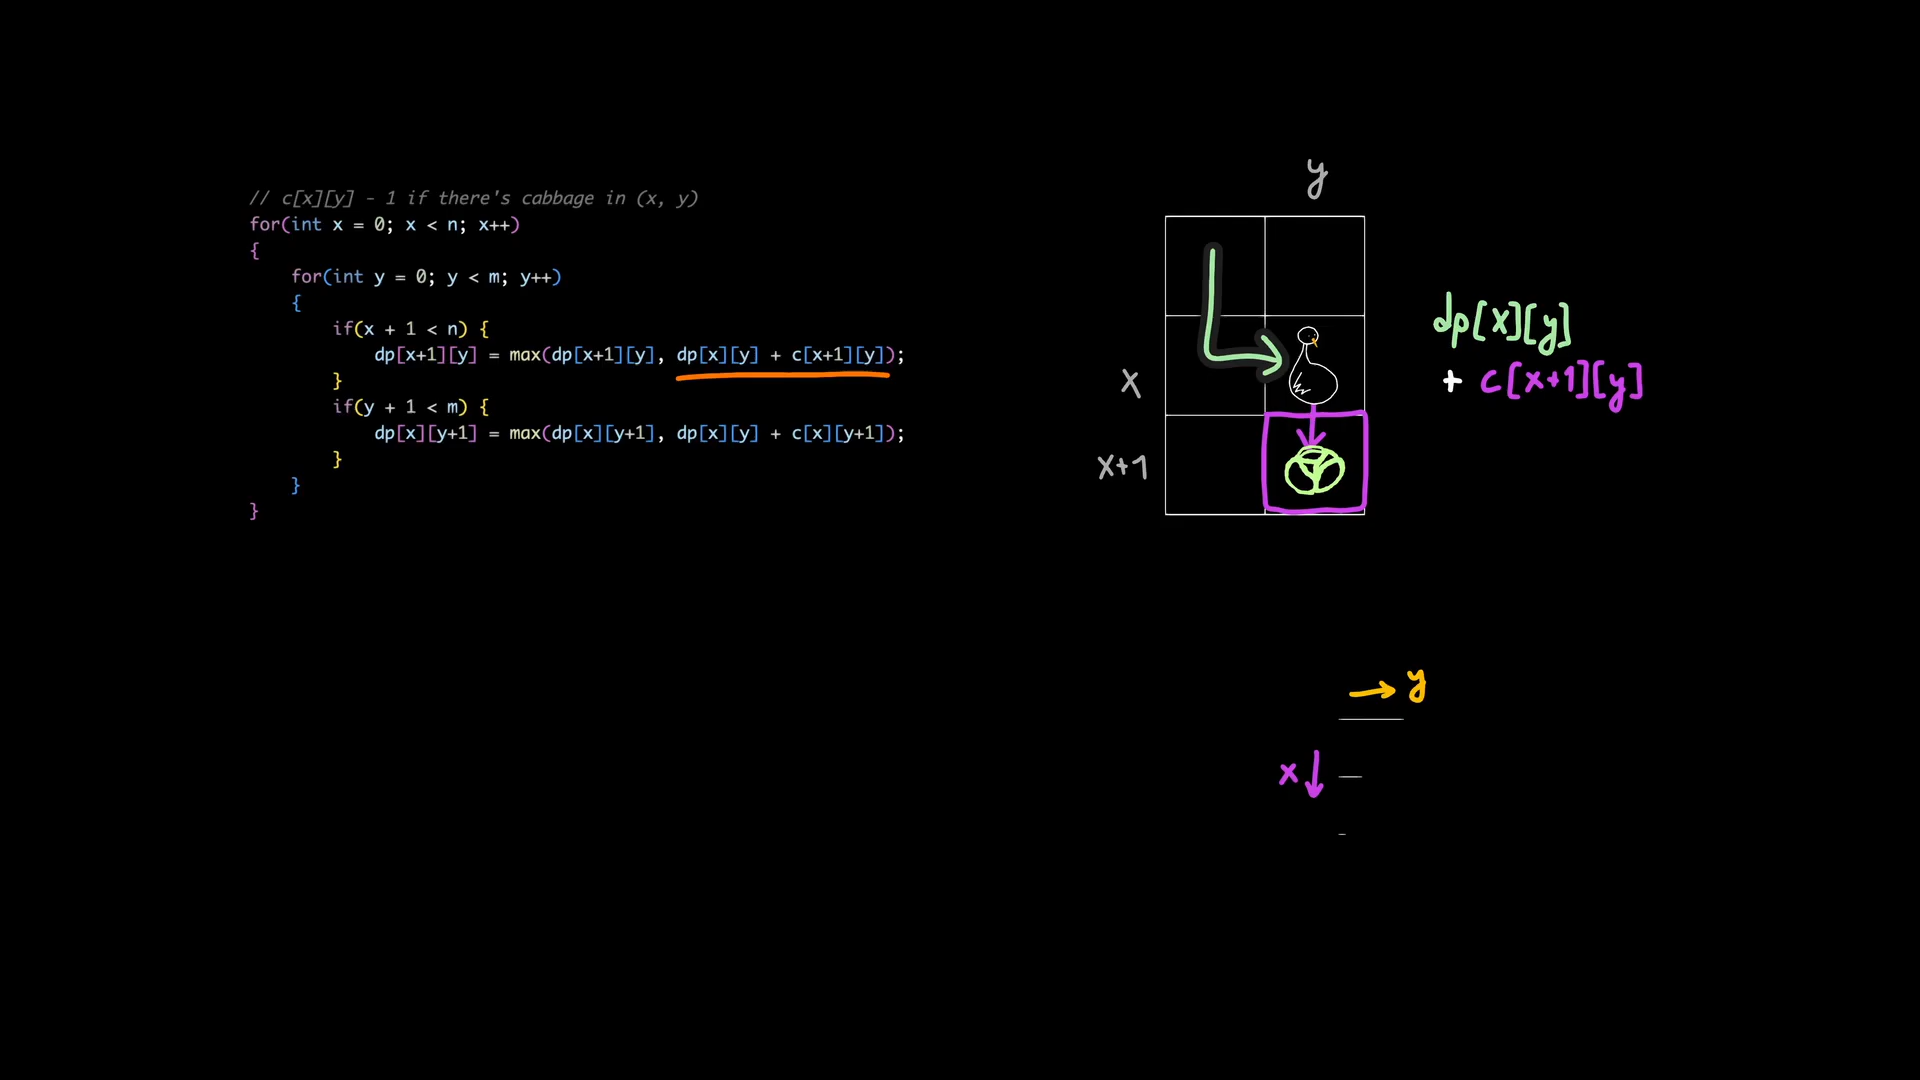 // c[x][y] - 1 if there's cabbage in (x, y)
for(int x = 0; x < n; x++)
{
    for(int y = 0; y < m; y++)
    {
        if(x + 1 < n) {
            dp[x+1][y] = max(dp[x+1][y], dp[x][y] + c[x+1][y]);
        }
        if(y + 1 < m) {
            dp[x][y+1] = max(dp[x][y+1], dp[x][y] + c[x][y+1]);
        }
    }
}
y
x
x+1
dp[x][y]
+ c[x+1][y]
y
x